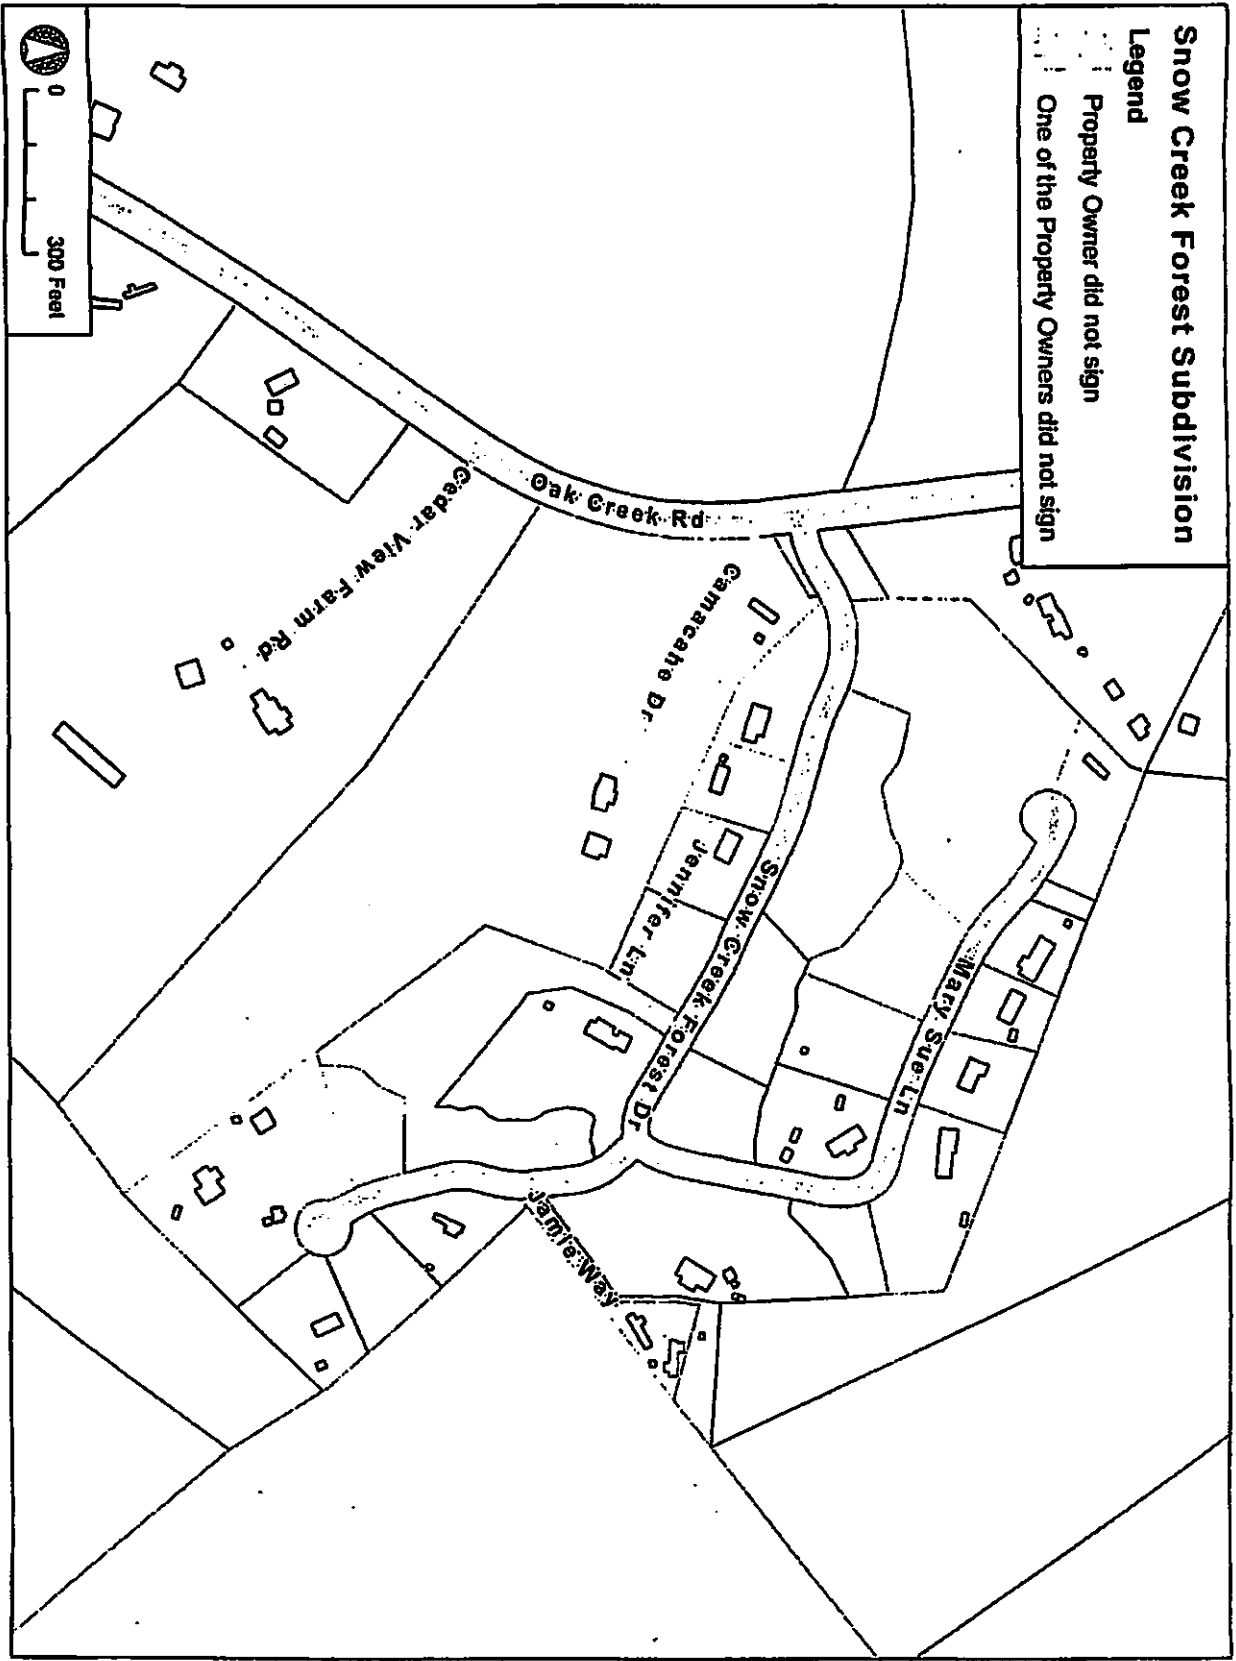 Snow Creek Forest Subdivision
Legend
Property Owner did not sign
One of the Property Owners did not sign
0
300 Feet
Oak Creek Rd
Cedar View Farm Rd
Camacahe Dr
Jennifer Ln
Snow Creek Forest Dr
Mary Sue Ln
Jamie Way